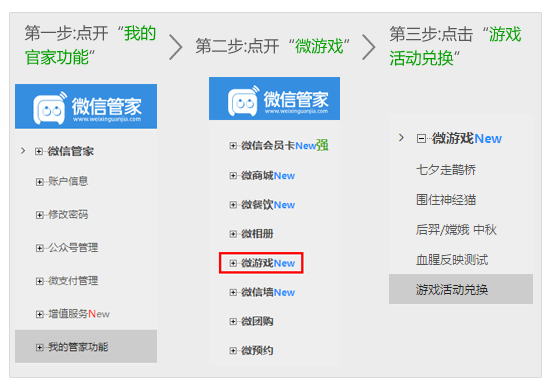 第一步:点开“我的
官家功能”
微信管家
www.weixinguanjia.com
微信管家
账户信息
修改密码
公众号管理
微支付管理
增值服务New
我的管家功能
第二步:点开“微游戏”
微信管家
www.weixinguanjia.com
微信会员卡New强
微商城New
微餐饮New
微相册
微游戏New
微信墙New
微团购
微预约
第三步:点击“游戏
活动兑换”
微游戏New
七夕走鹊桥
围住神经猫
后羿/嫦娥 中秋
血腥反映测试
游戏活动兑换